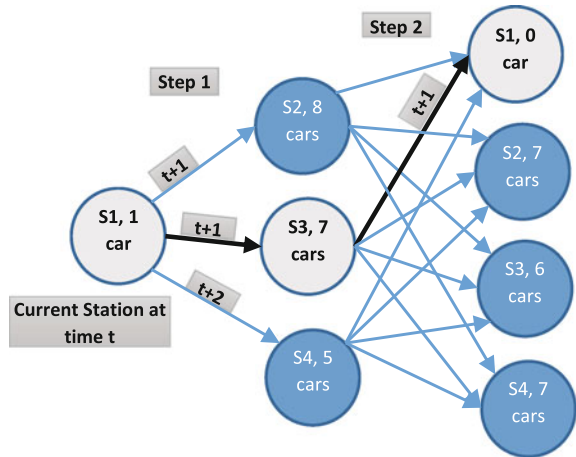 Step 2
Step 1
S1, 0
car
t+1
S2, 8
cars
t+1
S2, 7
cars
S1, 1
car
t+1
S3, 7
cars
S3, 6
cars
t+2
Current Station at
time t
S4, 5
cars
S4, 7
cars